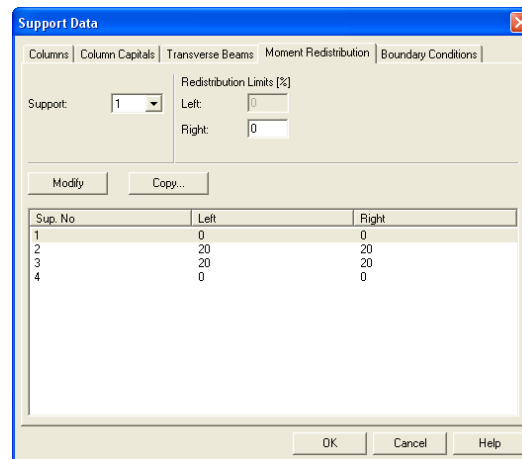 Support Data
Columns Column Capitals Transverse Beams Moment Redistribution Boundary Conditions
Redistribution Limits [%]
Support: 1 Left: 0
Right: 0
Modify Copy...
Sup. No Left Right
1 0 0
2 20 20
3 20 20
4 0 0
OK Cancel Help